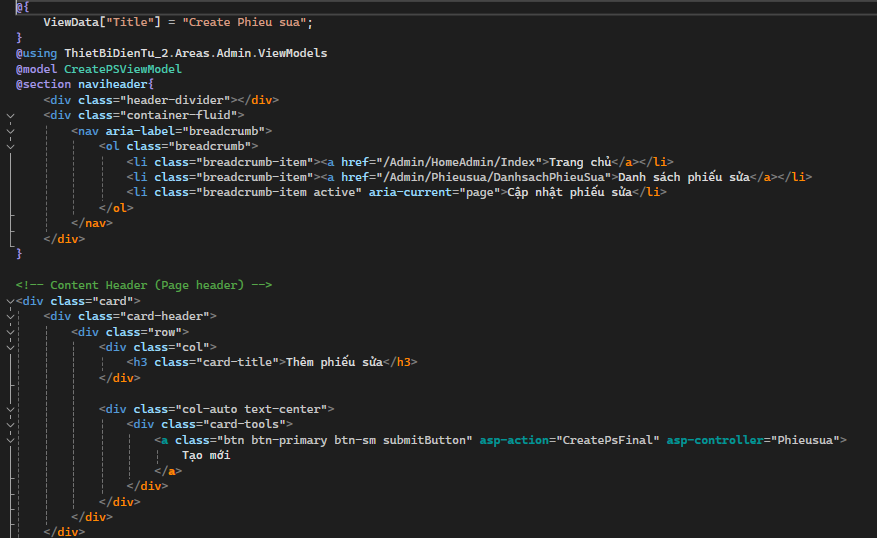 @{
ViewData["Title"] = "Create Phieu sua";
}
@using ThietBiDienTu_2.Areas.Admin.ViewModels
@model CreatePSViewModel
@section naviheader{
<div class="header-divider"></div>
<div class="container-fluid">
<nav aria-label="breadcrumb">
<ol class="breadcrumb">
<li class="breadcrumb-item"><a href="/Admin/HomeAdmin/Index">Trang chủ</a></li>
<li class="breadcrumb-item"><a href="/Admin/Phieusua/DanhsachPhieuSua">Danh sách phiếu sửa</a></li>
<li class="breadcrumb-item active" aria-current="page">Cập nhật phiếu sửa</li>
</ol>
</nav>
</div>
}
<!-- Content Header (Page header) -->
<div class="card">
<div class="card-header">
<div class="row">
<div class="col">
<h3 class="card-title">Thêm phiếu sửa</h3>
</div>
<div class="col-auto text-center">
<div class="card-tools">
<a class="btn btn-primary btn-sm submitButton" asp-action="CreatePsFinal" asp-controller="Phieusua">
Tạo mới
</a>
</div>
</div>
</div>
</div>